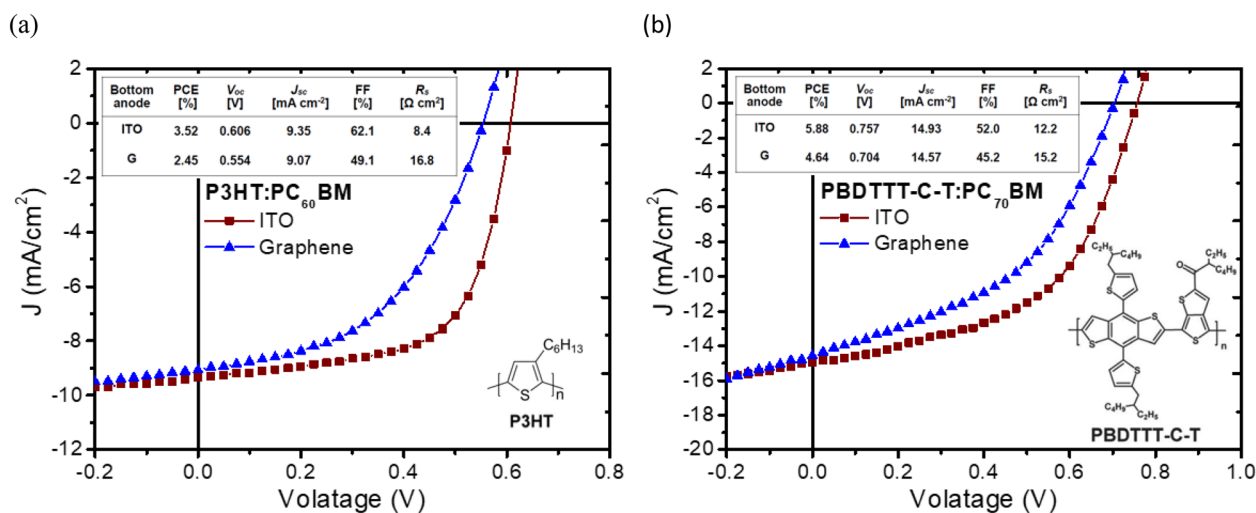 (a)
Bottom anode PCE [%] Voc [V] Jsc [mA cm-2] FF [%] Rs [Ω cm2]
ITO 3.52 0.606 9.35 62.1 8.4
G 2.45 0.554 9.07 49.1 16.8
P3HT:PC60BM
ITO
Graphene
C6H13
S
n
P3HT
J (mA/cm2)
2
0
-2
-4
-6
-8
-10
-12
-0.2 0.0 0.2 0.4 0.6 0.8
Volatage (V)
(b)
Bottom anode PCE [%] Voc [V] Jsc [mA cm-2] FF [%] Rs [Ω cm2]
ITO 5.88 0.757 14.93 52.0 12.2
G 4.64 0.704 14.57 45.2 15.2
PBDTTT-C-T:PC70BM
ITO
Graphene
C2H5
C4H9
S
S
S
C4H9
C2H5
S
O
C2H5
C4H9
S
S
n
PBDTTT-C-T
J (mA/cm2)
2
0
-2
-4
-6
-8
-10
-12
-14
-16
-18
-20
-0.2 0.0 0.2 0.4 0.6 0.8 1.0
Volatage (V)